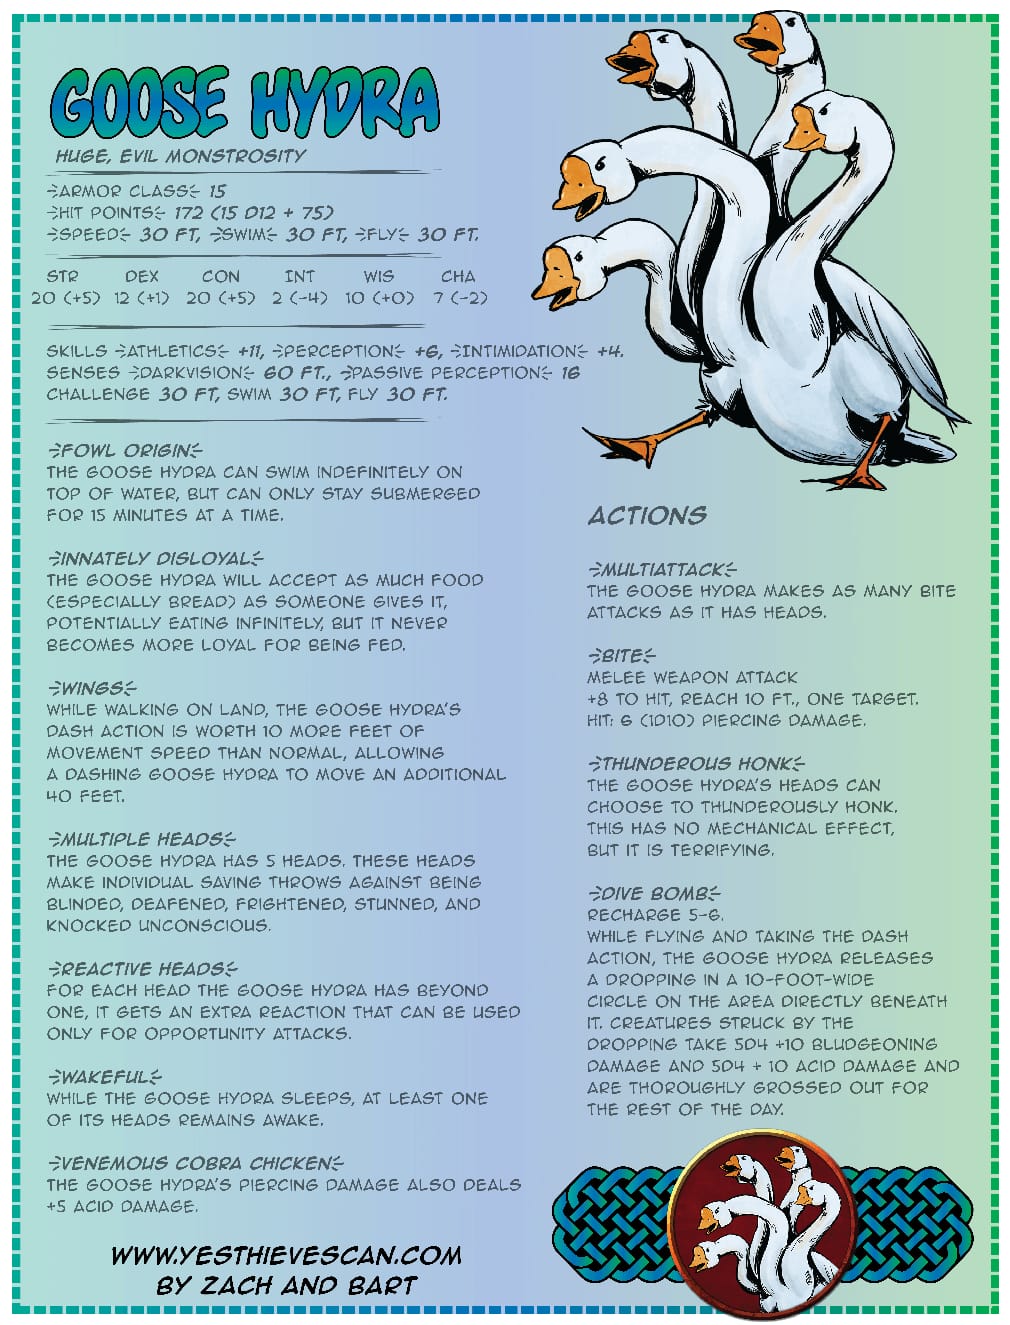 GOOSE HYDRA
HUGE, EVIL MONSTROSITY
ARMOR CLASS 15
HIT POINTS 172 (15 D12 + 75)
SPEED 30 FT, SWIM 30 FT, FLY 30 FT.
STR DEX CON INT WIS CHA
20 (+5) 12 (+1) 20 (+5) 2 (-4) 10 (+0) 7 (-2)
SKILLS ATHLETICS +11, PERCEPTION +6, INTIMIDATION +4.
SENSES DARKVISION 60 FT., PASSIVE PERCEPTION 16
CHALLENGE 30 FT, SWIM 30 FT, FLY 30 FT.
FOWL ORIGIN
THE GOOSE HYDRA CAN SWIM INDEFINITELY ON
TOP OF WATER, BUT CAN ONLY STAY SUBMERGED
FOR 15 MINUTES AT A TIME.
INNATELY DISLOYAL
THE GOOSE HYDRA WILL ACCEPT AS MUCH FOOD
(ESPECIALLY BREAD) AS SOMEONE GIVES IT,
POTENTIALLY EATING INFINITELY, BUT IT NEVER
BECOMES MORE LOYAL FOR BEING FED.
WINGS
WHILE WALKING ON LAND, THE GOOSE HYDRA'S
DASH ACTION IS WORTH 10 MORE FEET OF
MOVEMENT SPEED THAN NORMAL, ALLOWING
A DASHING GOOSE HYDRA TO MOVE AN ADDITIONAL
40 FEET.
MULTIPLE HEADS
THE GOOSE HYDRA HAS 5 HEADS. THESE HEADS
MAKE INDIVIDUAL SAVING THROWS AGAINST BEING
BLINDED, DEAFENED, FRIGHTENED, STUNNED, AND
KNOCKED UNCONSCIOUS.
REACTIVE HEADS
FOR EACH HEAD THE GOOSE HYDRA HAS BEYOND
ONE, IT GETS AN EXTRA REACTION THAT CAN BE USED
ONLY FOR OPPORTUNITY ATTACKS.
WAKEFUL
WHILE THE GOOSE HYDRA SLEEPS, AT LEAST ONE
OF ITS HEADS REMAINS AWAKE.
VENEMOUS COBRA CHICKEN
THE GOOSE HYDRA'S PIERCING DAMAGE ALSO DEALS
+5 ACID DAMAGE.
WWW.YESTHIEVESCAN.COM
BY ZACH AND BART
ACTIONS
MULTIATTACK
THE GOOSE HYDRA MAKES AS MANY BITE
ATTACKS AS IT HAS HEADS.
BITE
MELEE WEAPON ATTACK
+8 TO HIT, REACH 10 FT., ONE TARGET.
HIT: 6 (1D10) PIERCING DAMAGE.
THUNDEROUS HONK
THE GOOSE HYDRA'S HEADS CAN
CHOOSE TO THUNDEROUSLY HONK.
THIS HAS NO MECHANICAL EFFECT,
BUT IT IS TERRIFYING.
DIVE BOMB
RECHARGE 5-6.
WHILE FLYING AND TAKING THE DASH
ACTION, THE GOOSE HYDRA RELEASES
A DROPPING IN A 10-FOOT-WIDE
CIRCLE ON THE AREA DIRECTLY BENEATH
IT. CREATURES STRUCK BY THE
DROPPING TAKE 5D4 +10 BLUDGEONING
DAMAGE AND 5D4 + 10 ACID DAMAGE AND
ARE THOROUGHLY GROSSED OUT FOR
THE REST OF THE DAY.